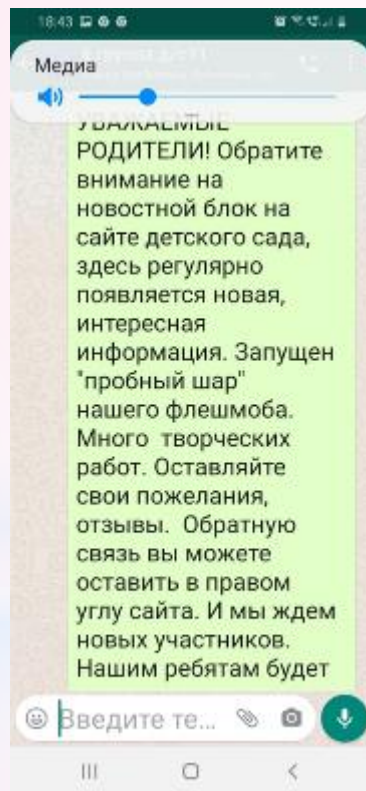 18:43
Медиа
УВАЖАЕМЫЕ
РОДИТЕЛИ! Обратите
внимание на
новостной блок на
сайте детского сада,
здесь регулярно
появляется новая,
интересная
информация. Запущен
"пробный шар"
нашего флешмоба.
Много творческих
работ. Оставляйте
свои пожелания,
отзывы. Обратную
связь вы можете
оставить в правом
углу сайта. И мы ждем
новых участников.
Нашим ребятам будет
Введите те...